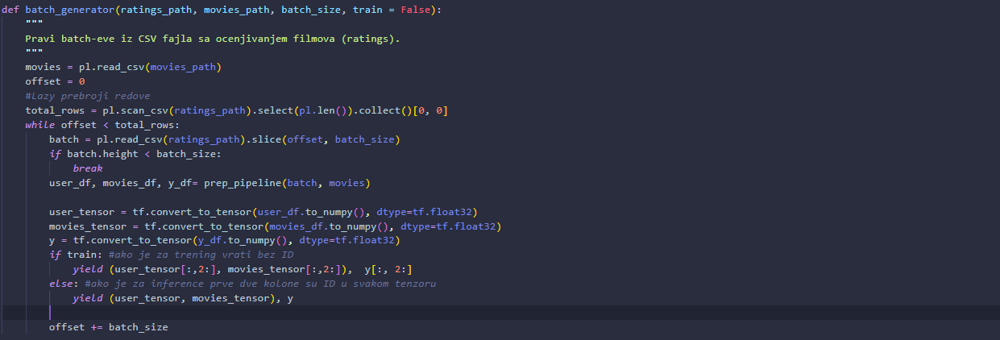 def batch_generator(ratings_path, movies_path, batch_size, train = False):
"""
Pravi batch-eve iz CSV fajla sa ocenjivanjem filmova (ratings).
"""
movies = pl.read_csv(movies_path)
offset = 0
#Lazy prebroji redove
total_rows = pl.scan_csv(ratings_path).select(pl.len()).collect()[0, 0]
while offset < total_rows:
batch = pl.read_csv(ratings_path).slice(offset, batch_size)
if batch.height < batch_size:
break
user_df, movies_df, y_df= prep_pipeline(batch, movies)
user_tensor = tf.convert_to_tensor(user_df.to_numpy(), dtype=tf.float32)
movies_tensor = tf.convert_to_tensor(movies_df.to_numpy(), dtype=tf.float32)
y = tf.convert_to_tensor(y_df.to_numpy(), dtype=tf.float32)
if train: #ako je za trening vrati bez ID
yield (user_tensor[:,2:], movies_tensor[:,2:]),  y[:, 2:]
else: #ako je za inference prve dve kolone su ID u svakom tenzoru
yield (user_tensor, movies_tensor), y
offset += batch_size